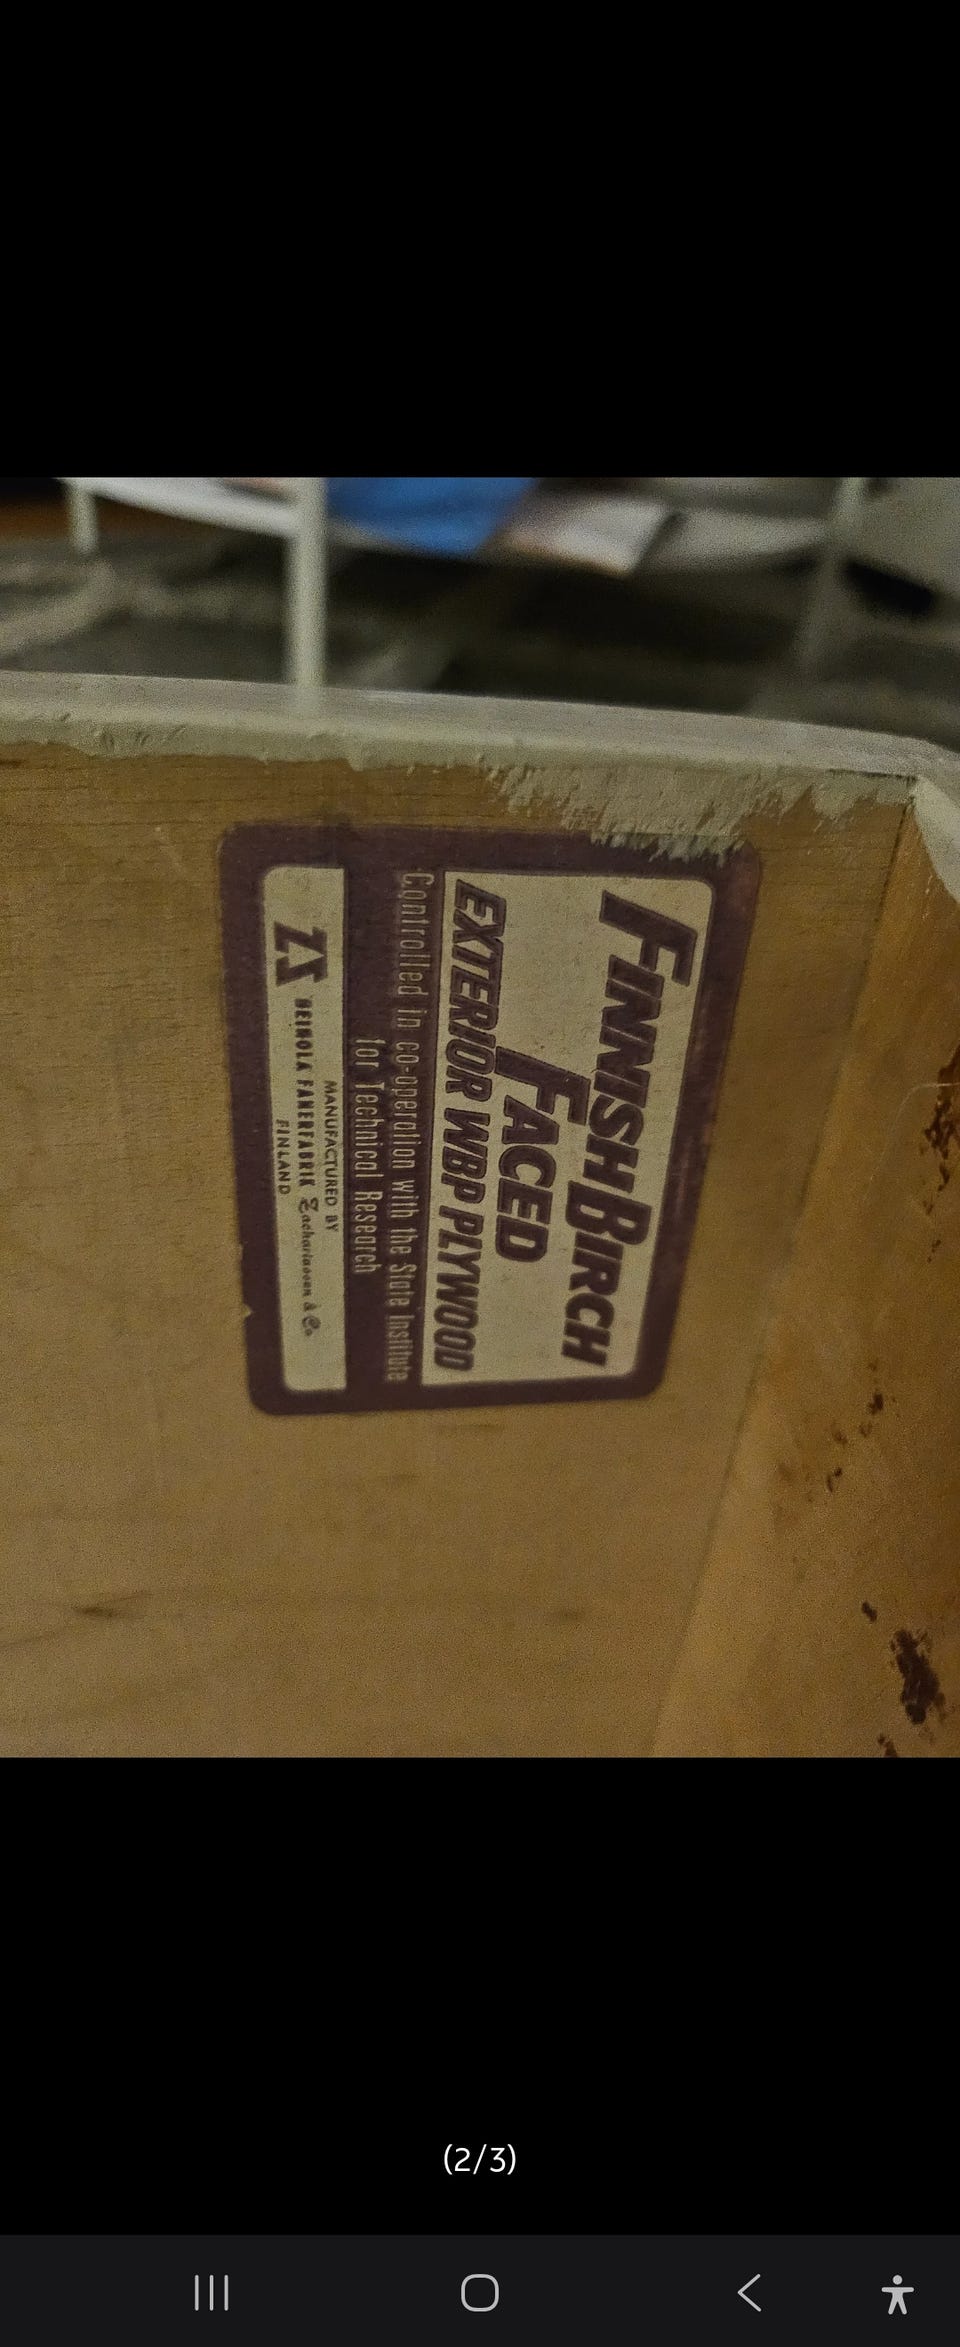 FINNISH BIRCH
FACED
EXTERIOR WBP PLYWOOD
Controlled in co-operation with the State Institute
for Technical Research
MANUFACTURED BY
HEINOLA FANERFABRIK Zachariassen & Co
FINLAND
(2/3)